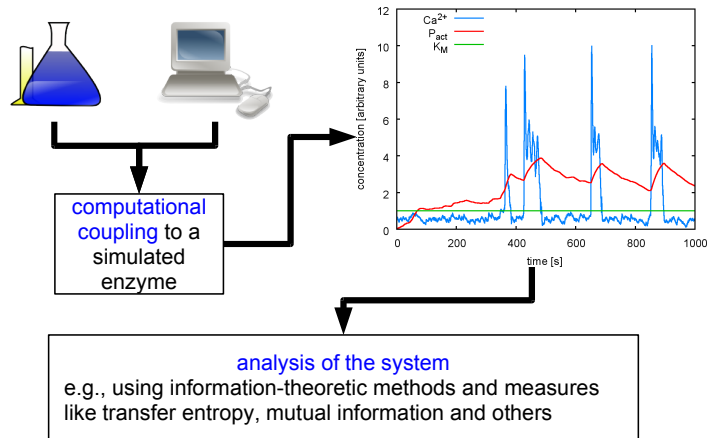 Ca2+
Pact
KM
concentration [arbitrary units]
12
10
8
6
4
2
0
0 200 400 600 800 1000
time [s]
computational
coupling to a
simulated
enzyme
analysis of the system
e.g., using information-theoretic methods and measures
like transfer entropy, mutual information and others